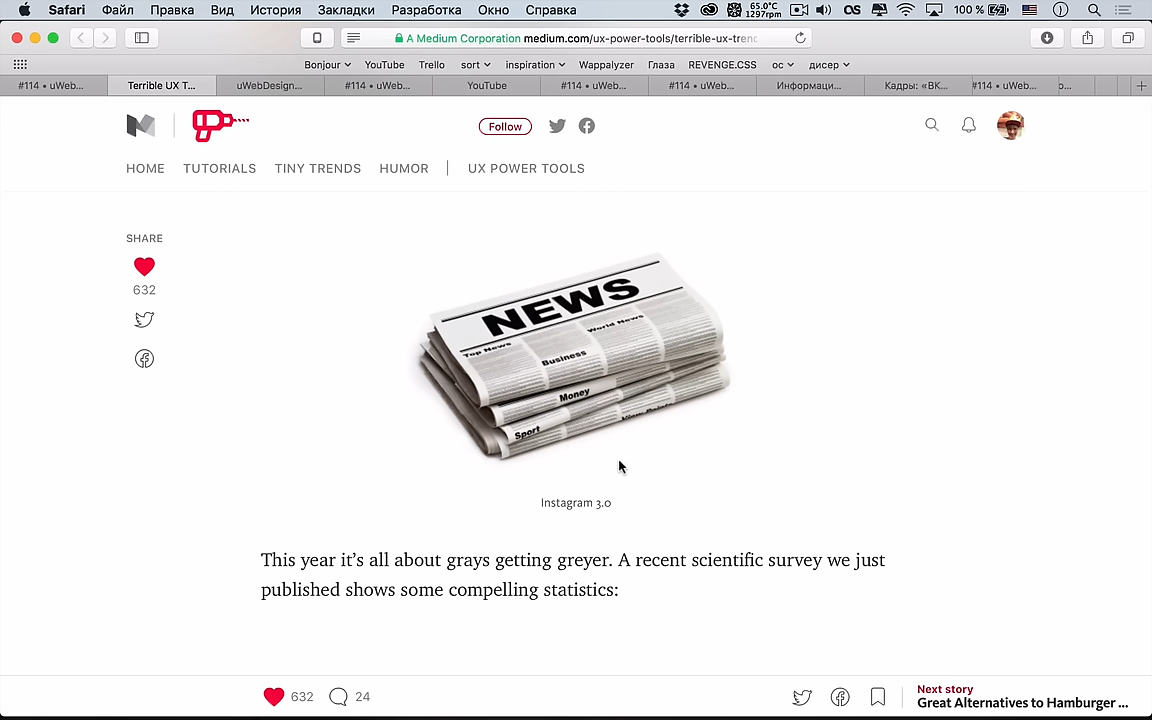 Safari Файл Правка Вид История Закладки Разработка Окно Справка 65.0°C 1297rpm 100 %
A Medium Corporation medium.com/ux-power-tools/terrible-ux-trenc
Bonjour YouTube Trello sort inspiration Wappalyzer Глаза REVENGE.CSS ос дисер
#114 • uWeb... Terrible UX T... uWebDesign... #114 • uWeb... YouTube #114 • uWeb... #114 • uWeb... Информаци... Кадры: «ВК... #114 • uWeb...
Follow
HOME TUTORIALS TINY TRENDS HUMOR UX POWER TOOLS
SHARE
632
NEWS
Top News Business World News
Money
Sport
Instagram 3.0
This year it's all about grays getting greyer. A recent scientific survey we just
published shows some compelling statistics:
632 24
Next story
Great Alternatives to Hamburger ...